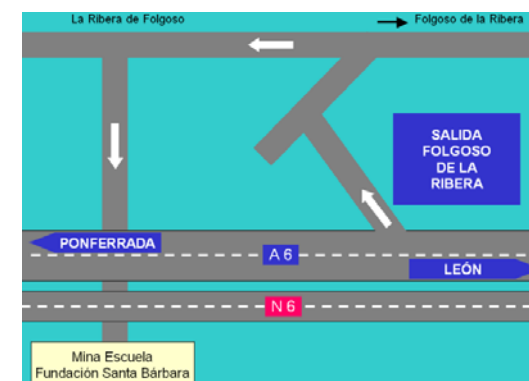 La Ribera de Folgoso
Folgoso de la Ribera
SALIDA
FOLGOSO
DE LA
RIBERA
PONFERRADA
A 6
LEÓN
N 6
Mina Escuela
Fundación Santa Bárbara